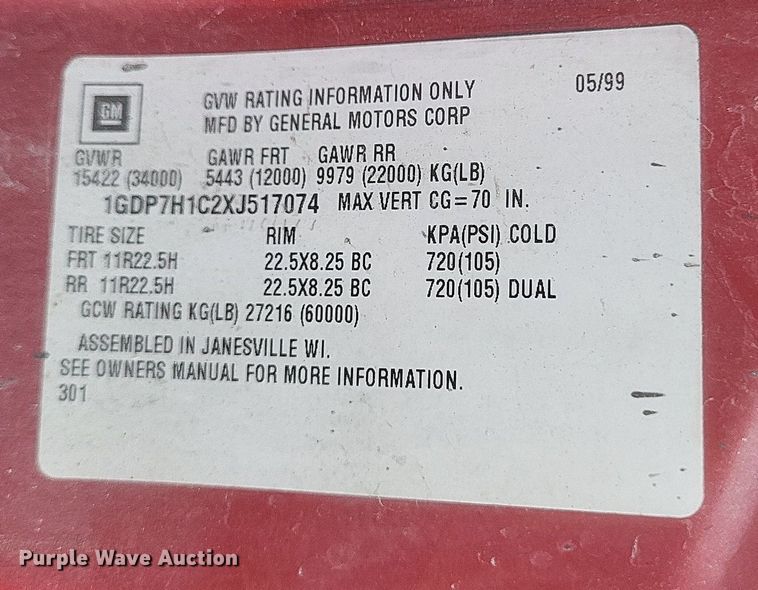 GM
GVW RATING INFORMATION ONLY 05/99
MFD BY GENERAL MOTORS CORP
GVWR GAWR FRT GAWR RR
15422 (34000) 5443 (12000) 9979 (22000) KG(LB)
1GDP7H1C2XJ517074 MAX VERT CG=70 IN.
TIRE SIZE RIM KPA(PSI) COLD
FRT 11R22.5H 22.5X8.25 BC 720(105)
RR 11R22.5H 22.5X8.25 BC 720(105) DUAL
GCW RATING KG(LB) 27216 (60000)
ASSEMBLED IN JANESVILLE WI.
SEE OWNERS MANUAL FOR MORE INFORMATION.
301
Purple Wave Auction